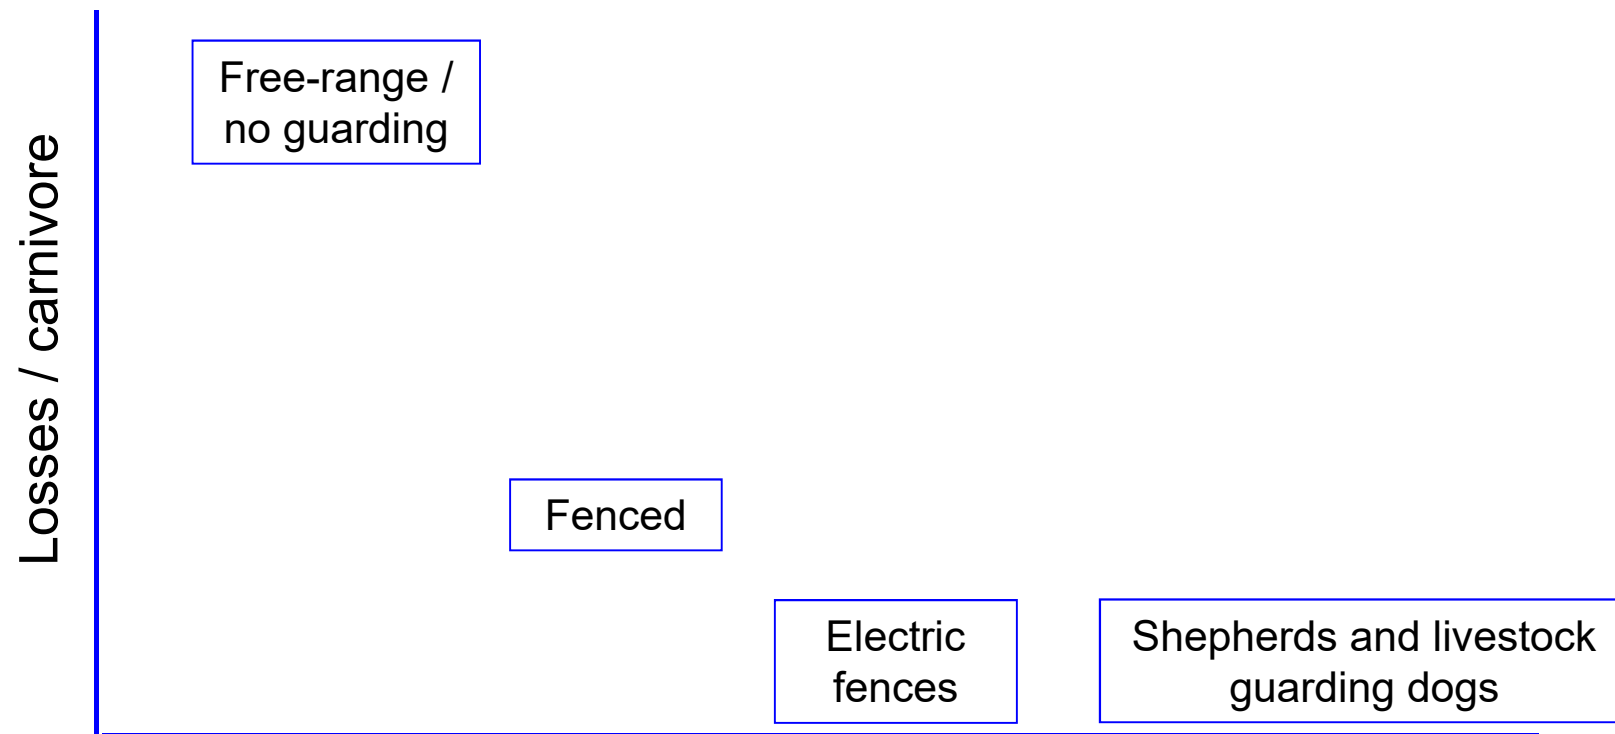 Losses / carnivore
Free-range /
no guarding
Fenced
Electric
fences
Shepherds and livestock
guarding dogs